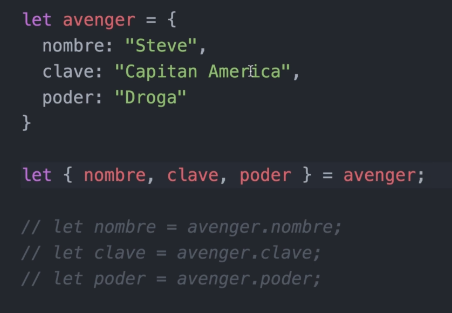 let avenger = {
  nombre: "Steve",
  clave: "Capitan America",
  poder: "Droga"
}
let { nombre, clave, poder } = avenger;
// let nombre = avenger.nombre;
// let clave = avenger.clave;
// let poder = avenger.poder;